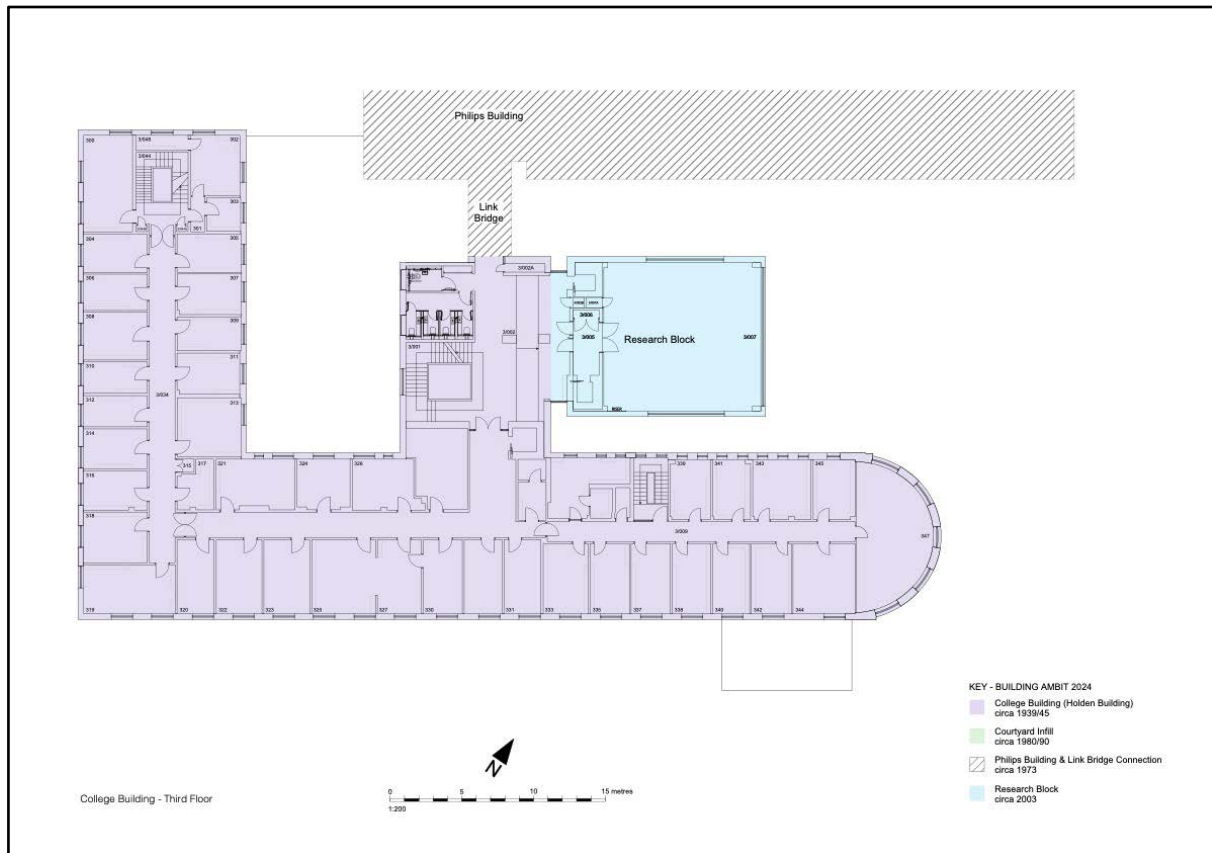 Philips Building
Link
Bridge
300
3/045
302
3/044
303
301
304
305
306
307
308
309
310
311
312
3/034
313
314
315
317
316
318
319
321
324
326
3/002A
3/002
3/001
3/006
3/005
Research Block
3/007
RISER
339
341
343
345
3/009
347
320
322
323
325
327
330
331
333
335
337
338
340
342
344
KEY - BUILDING AMBIT 2024
College Building (Holden Building)
circa 1939/45
Courtyard Infill
circa 1980/90
Philips Building & Link Bridge Connection
circa 1973
Research Block
circa 2003
N
College Building - Third Floor
0 5 10 15 metres
1:200